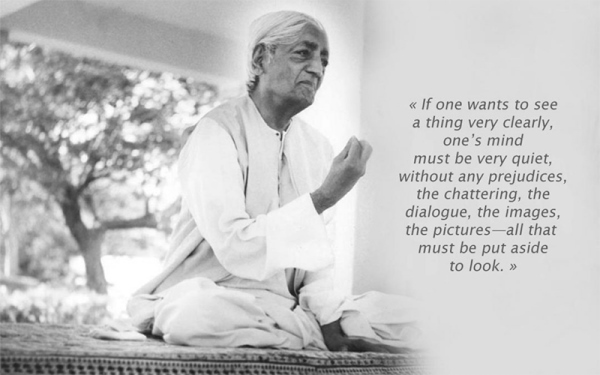 « If one wants to see
a thing very clearly,
one’s mind
must be very quiet,
without any prejudices,
the chattering, the
dialogue, the images,
the pictures—all that
must be put aside
to look. »